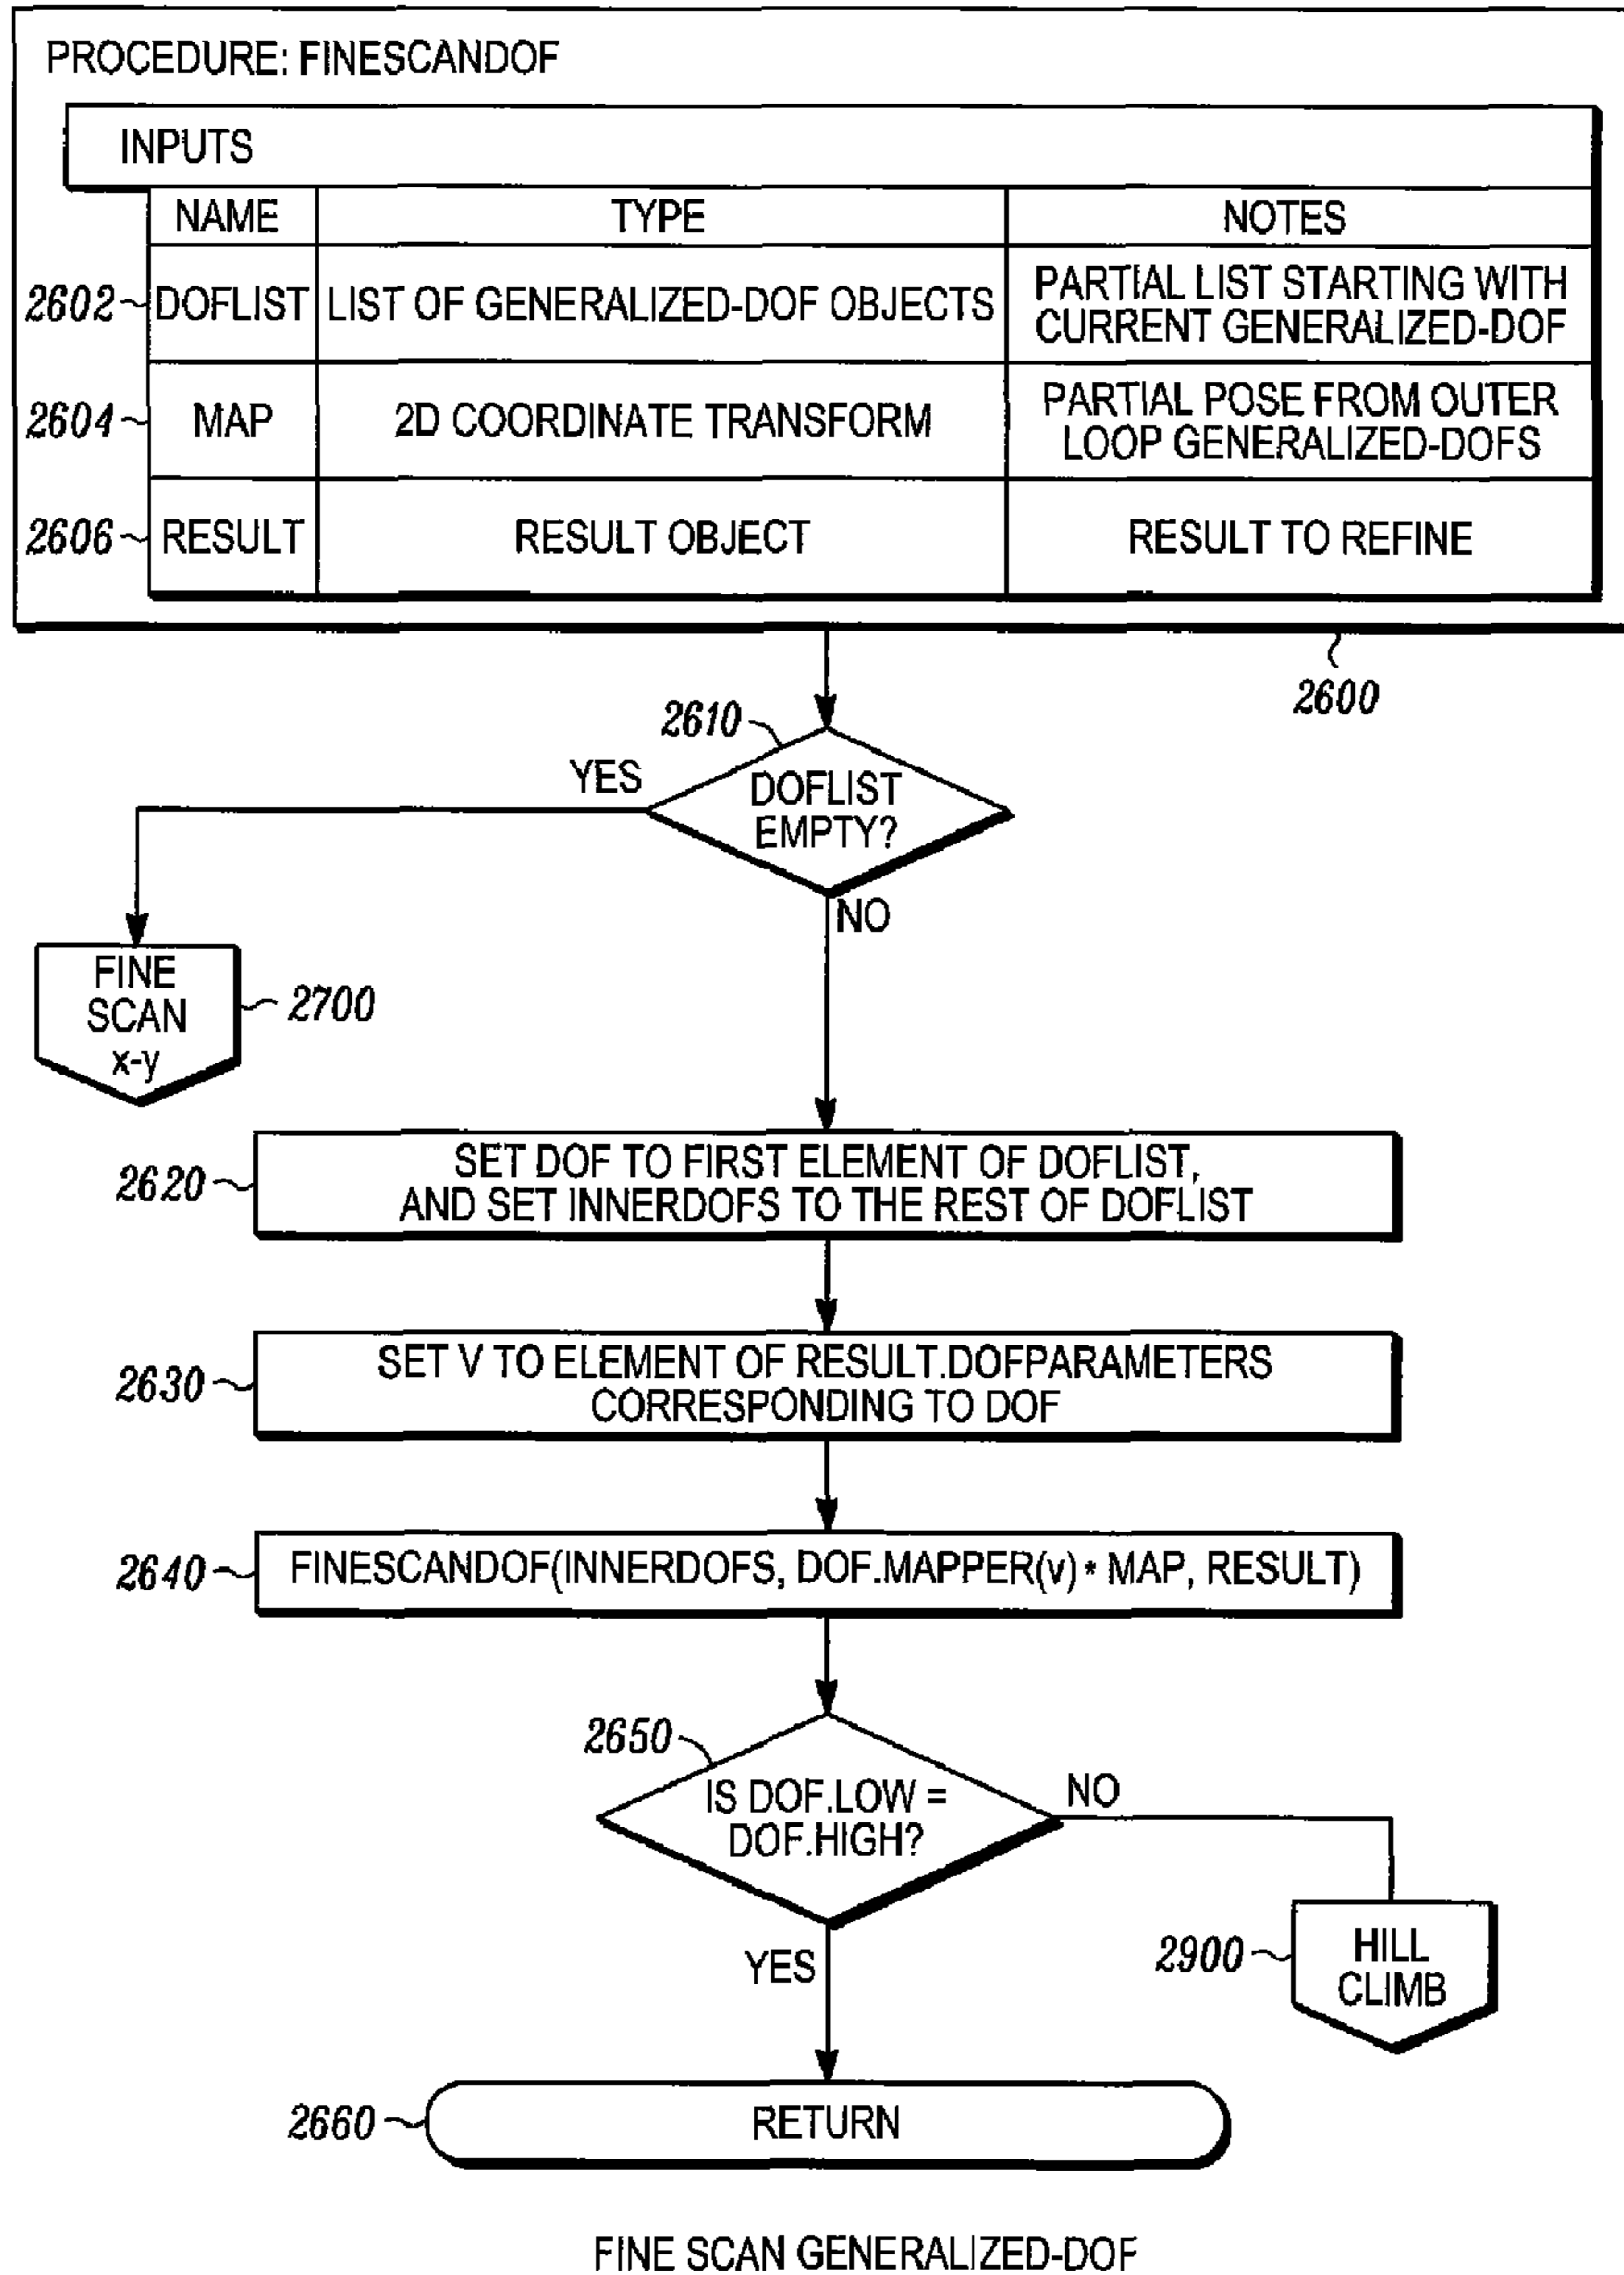 PROCEDURE: FINESCANDOF
INPUTS
NAME TYPE NOTES
2602 DOFLIST LIST OF GENERALIZED-DOF OBJECTS PARTIAL LIST STARTING WITH
CURRENT GENERALIZED-DOF
2604 MAP 2D COORDINATE TRANSFORM PARTIAL POSE FROM OUTER
LOOP GENERALIZED-DOFS
2606 RESULT RESULT OBJECT RESULT TO REFINE
2600
2610
YES
DOFLIST
EMPTY?
NO
FINE
SCAN
x-y
2700
2620
SET DOF TO FIRST ELEMENT OF DOFLIST,
AND SET INNERDOFS TO THE REST OF DOFLIST
2630
SET V TO ELEMENT OF RESULT.DOFPARAMETERS
CORRESPONDING TO DOF
2640
FINESCANDOF(INNERDOFS, DOF.MAPPER(v) * MAP, RESULT)
2650
IS DOF.LOW =
DOF.HIGH?
NO
YES
2900
HILL
CLIMB
2660
RETURN
FINE SCAN GENERALIZED-DOF